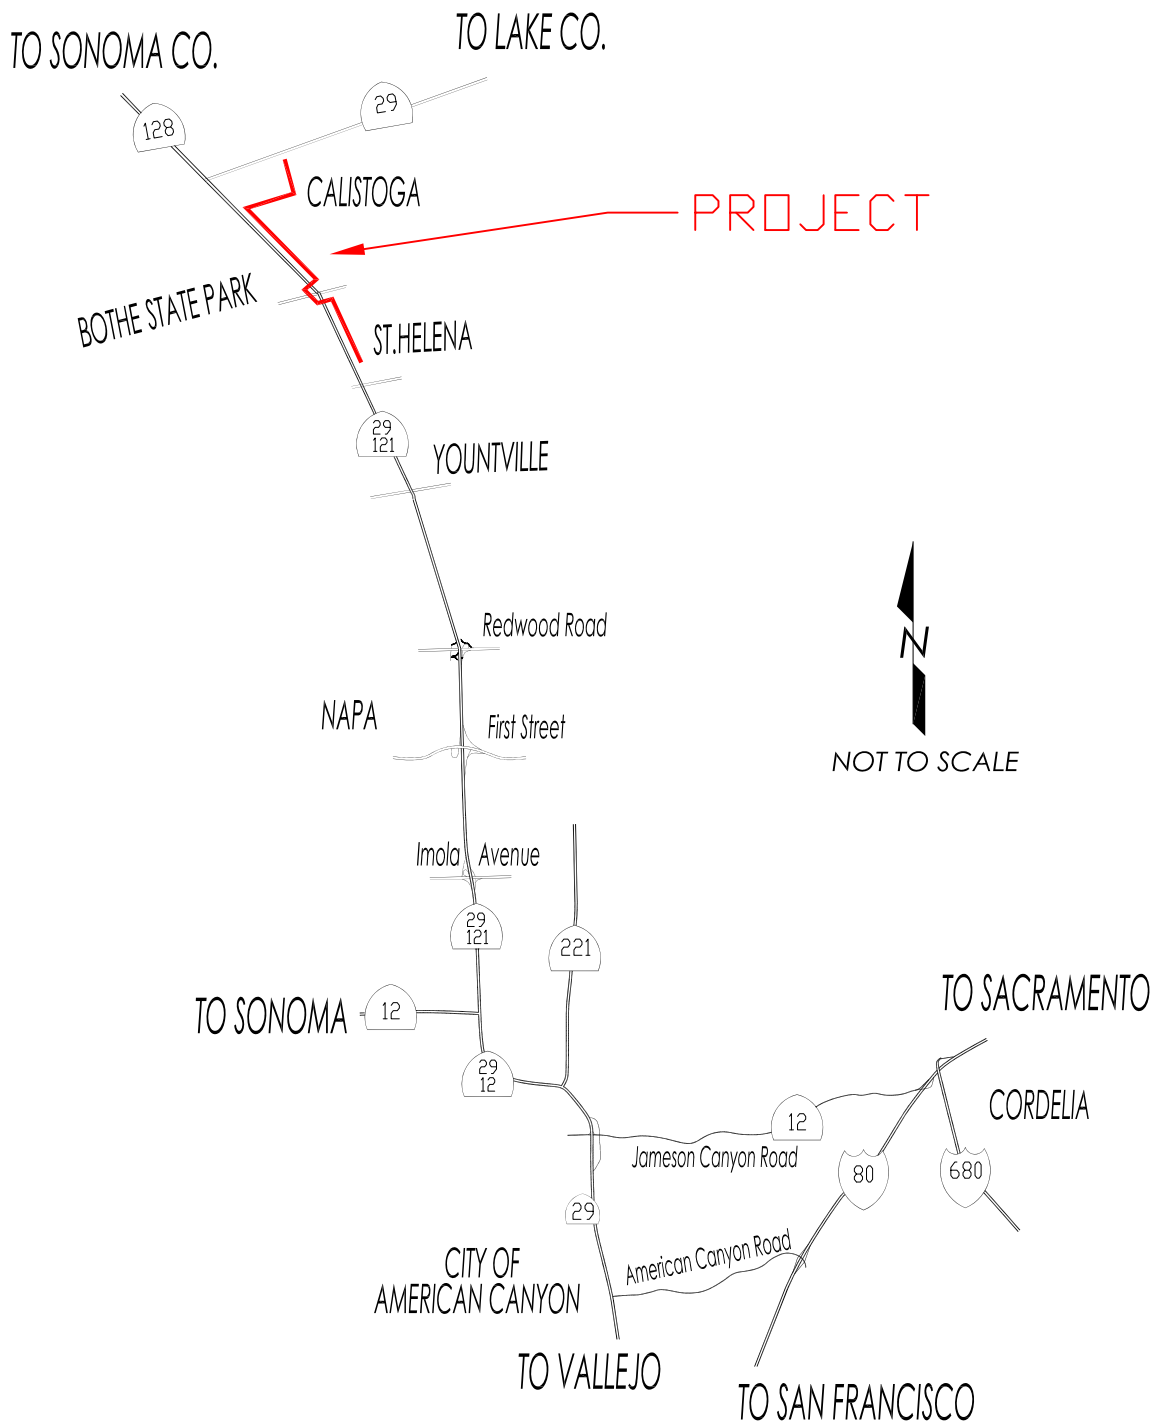 TO LAKE CO.
TO SONOMA CO.
29
128
CALISTOGA
PROJECT
BOTHE STATE PARK
ST.HELENA
29
121
YOUNTVILLE
Redwood Road
N
NAPA
First Street
NOT TO SCALE
Imola Avenue
29
121
221
TO SACRAMENTO
TO SONOMA
12
29
12
CORDELIA
12
Jameson Canyon Road
80
680
29
American Canyon Road
CITY OF
AMERICAN CANYON
TO VALLEJO
TO SAN FRANCISCO